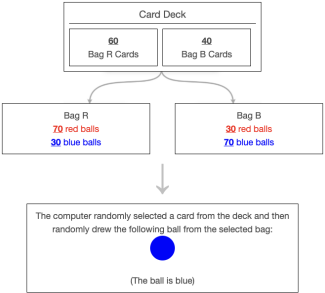 Card Deck
60
Bag R Cards
40
Bag B Cards
Bag R
70 red balls
30 blue balls
Bag B
30 red balls
70 blue balls
The computer randomly selected a card from the deck and then
randomly drew the following ball from the selected bag:
(The ball is blue)